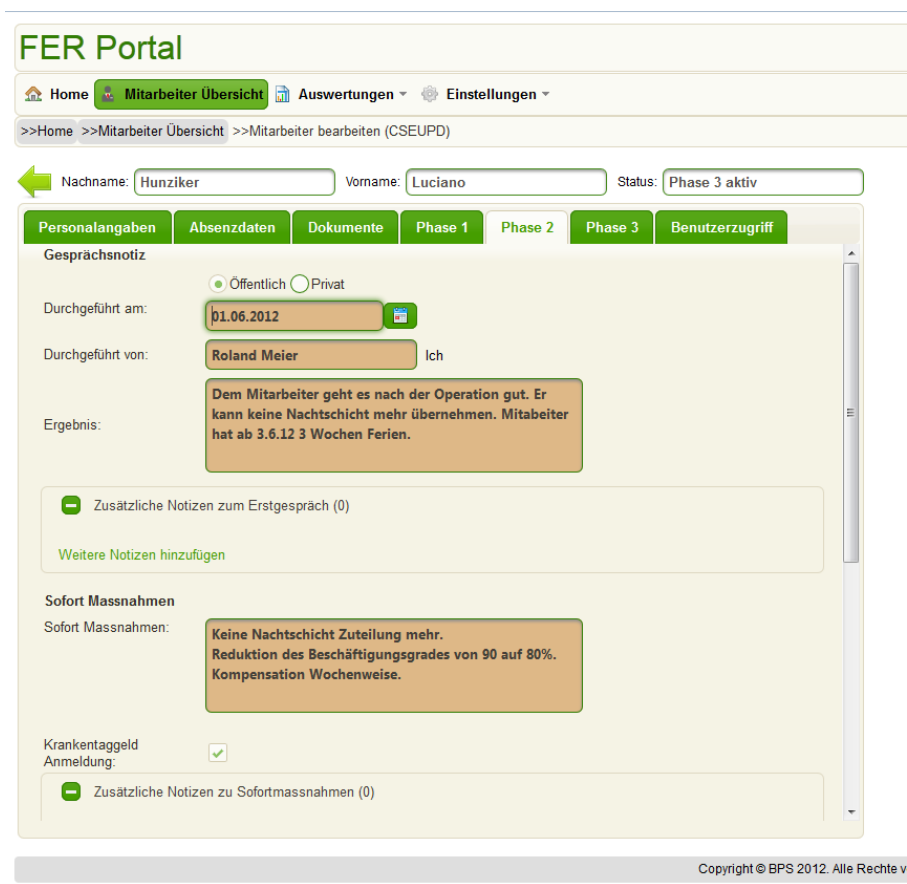 FER Portal
Home Mitarbeiter Übersicht Auswertungen Einstellungen
>>Home >>Mitarbeiter Übersicht >>Mitarbeiter bearbeiten (CSEUPD)
Nachname: Hunziker Vorname: Luciano Status: Phase 3 aktiv
Personalangaben Absenzdaten Dokumente Phase 1 Phase 2 Phase 3 Benutzerzugriff
Gesprächsnotiz
Öffentlich Privat
Durchgeführt am: 01.06.2012
Durchgeführt von: Roland Meier Ich
Ergebnis:
Dem Mitarbeiter geht es nach der Operation gut. Er
kann keine Nachtschicht mehr übernehmen. Mitabeiter
hat ab 3.6.12 3 Wochen Ferien.
Zusätzliche Notizen zum Erstgespräch (0)
Weitere Notizen hinzufügen
Sofort Massnahmen
Sofort Massnahmen:
Keine Nachtschicht Zuteilung mehr.
Reduktion des Beschäftigungsgrades von 90 auf 80%.
Kompensation Wochenweise.
Krankentaggeld
Anmeldung:
Zusätzliche Notizen zu Sofortmassnahmen (0)
Copyright © BPS 2012. Alle Rechte v